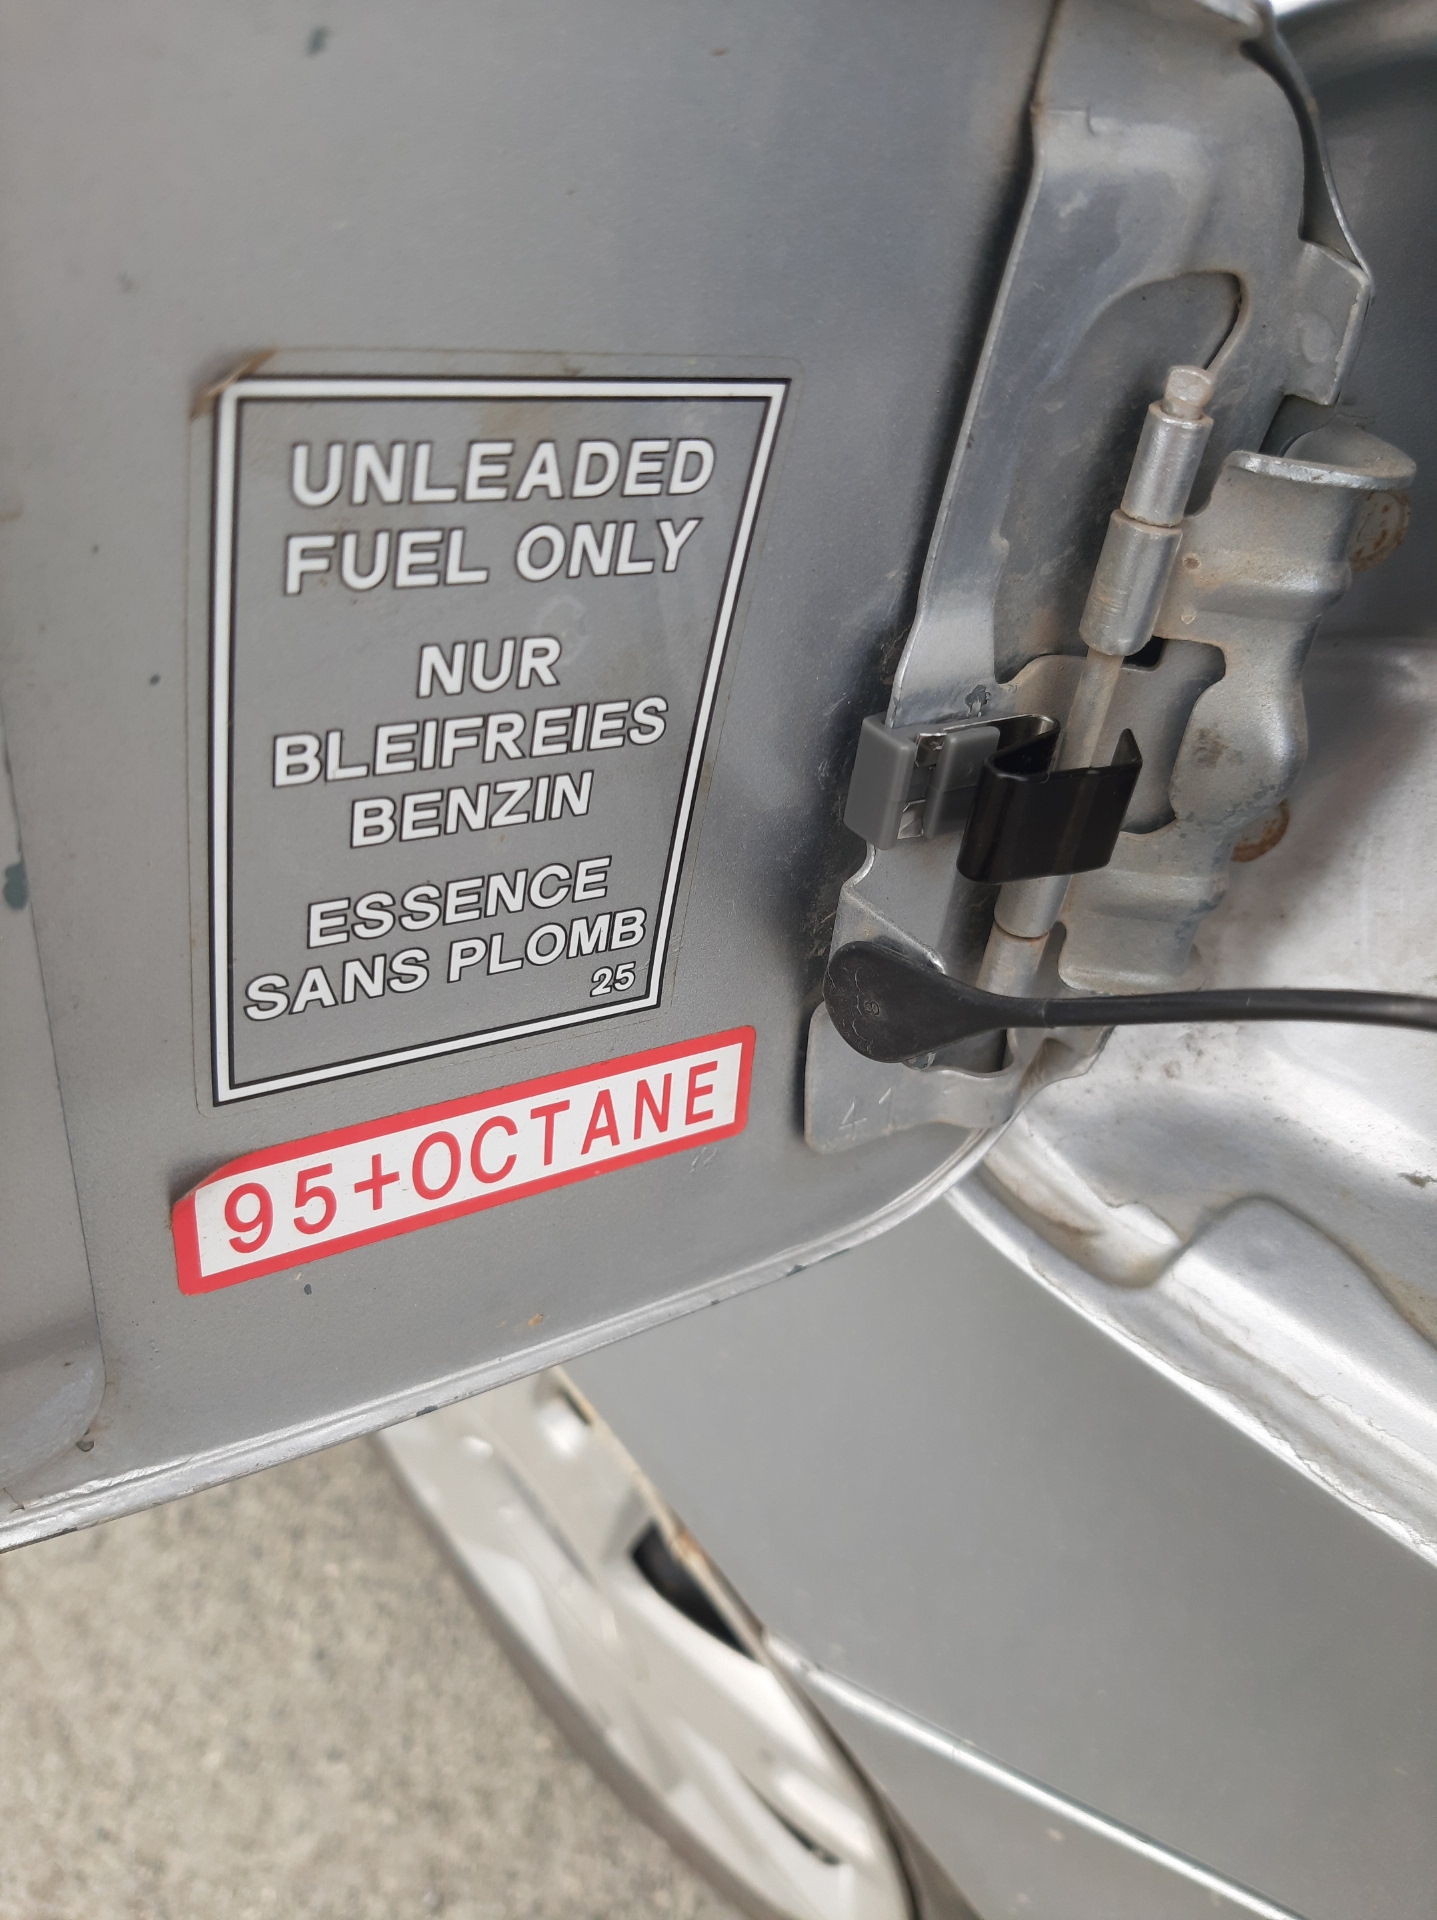 UNLEADED
FUEL ONLY
NUR
BLEIFREIES
BENZIN
ESSENCE
SANS PLOMB
25
95+OCTANE